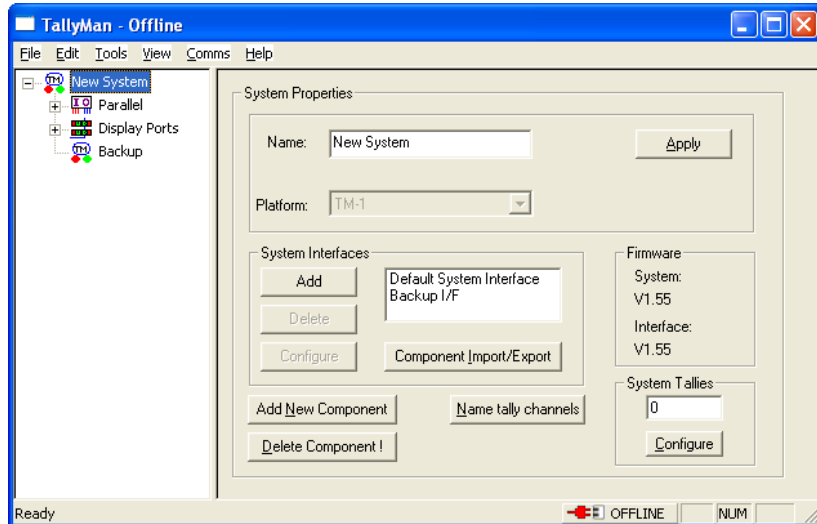 TallyMan - Offline
File Edit Tools View Comms Help
New System
Parallel
Display Ports
Backup
System Properties
Name: New System Apply
Platform: TM-1
System Interfaces
Add
Delete
Configure
Default System Interface
Backup I/F
Component Import/Export
Firmware
System:
V1.55
Interface:
V1.55
System Tallies
0
Configure
Add New Component
Name tally channels
Delete Component !
Ready
OFFLINE
NUM